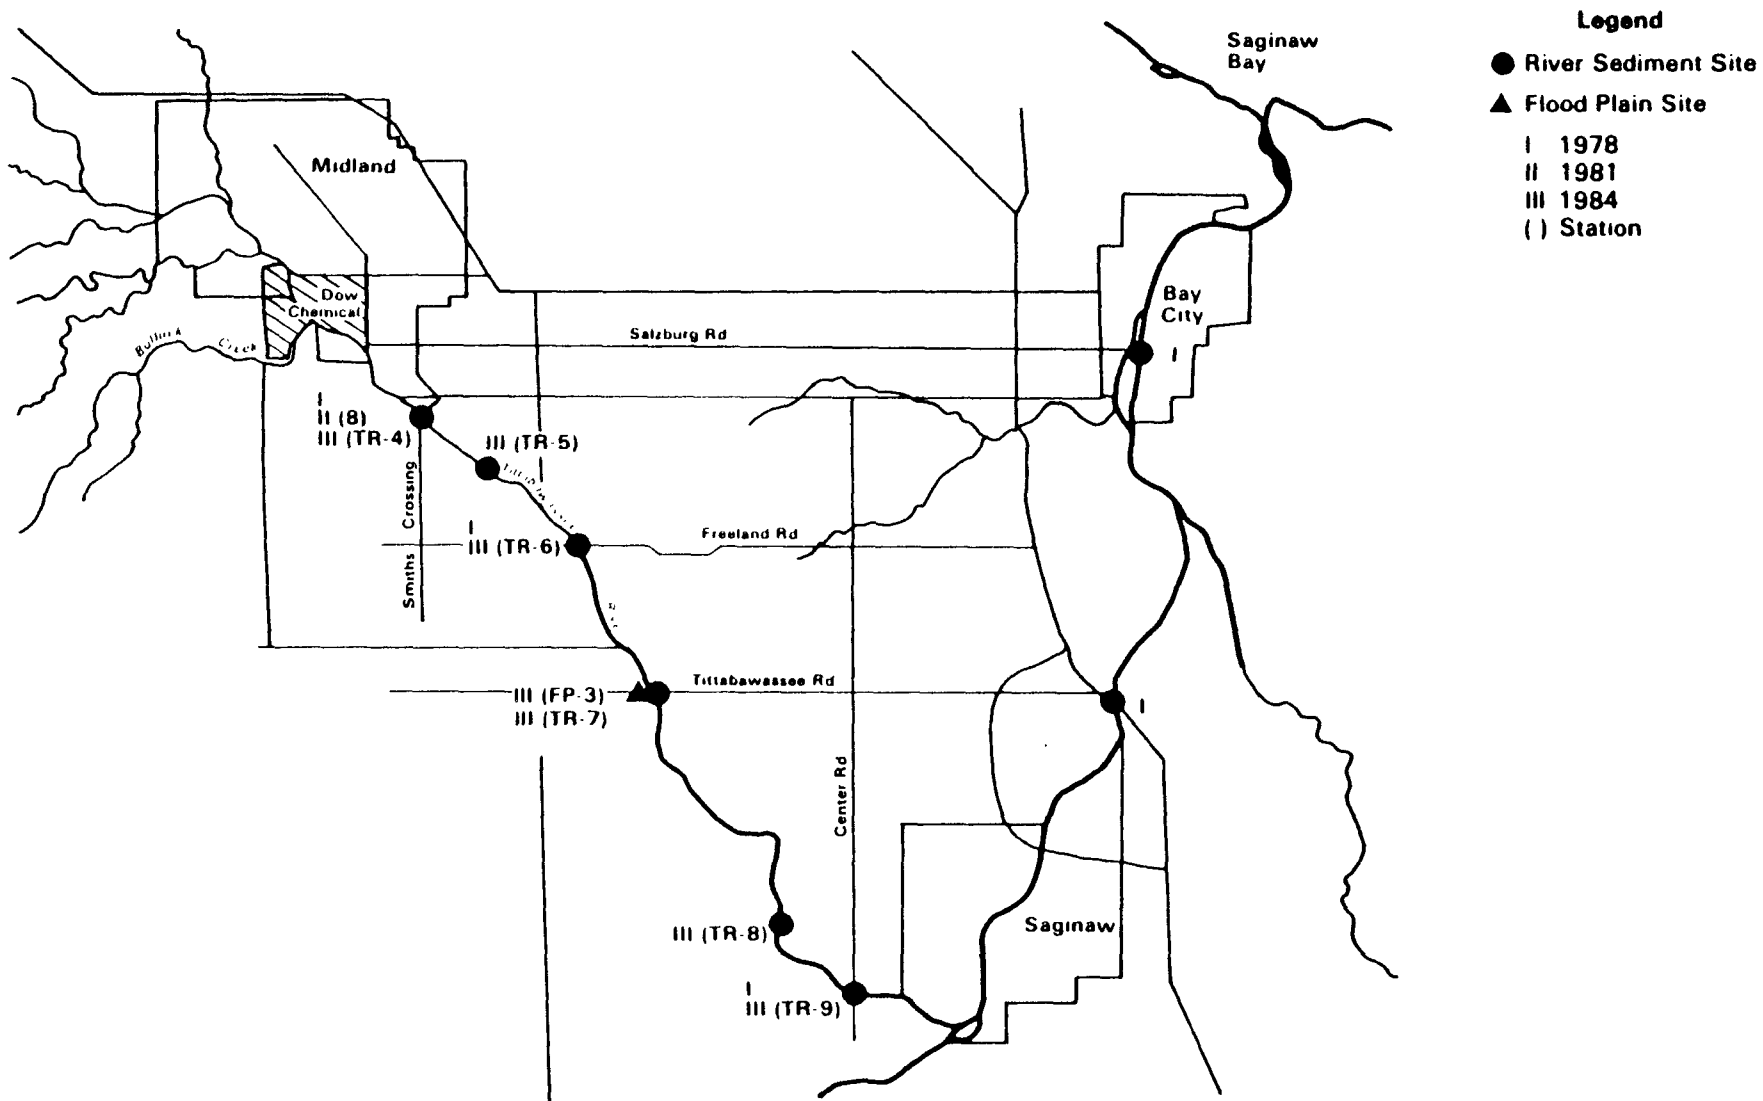 Legend
River Sediment Site
Flood Plain Site
I 1978
II 1981
III 1984
( ) Station
Saginaw
Bay
Midland
Dow
Chemical
Bullock Creek
Salzburg Rd
Bay
City
I
I
II (8)
III (TR-4)
III (TR-5)
Smiths Crossing
I
III (TR-6)
Freeland Rd
III (FP-3)
III (TR-7)
Tittabawassee Rd
I
Center Rd
III (TR-8)
Saginaw
I
III (TR-9)